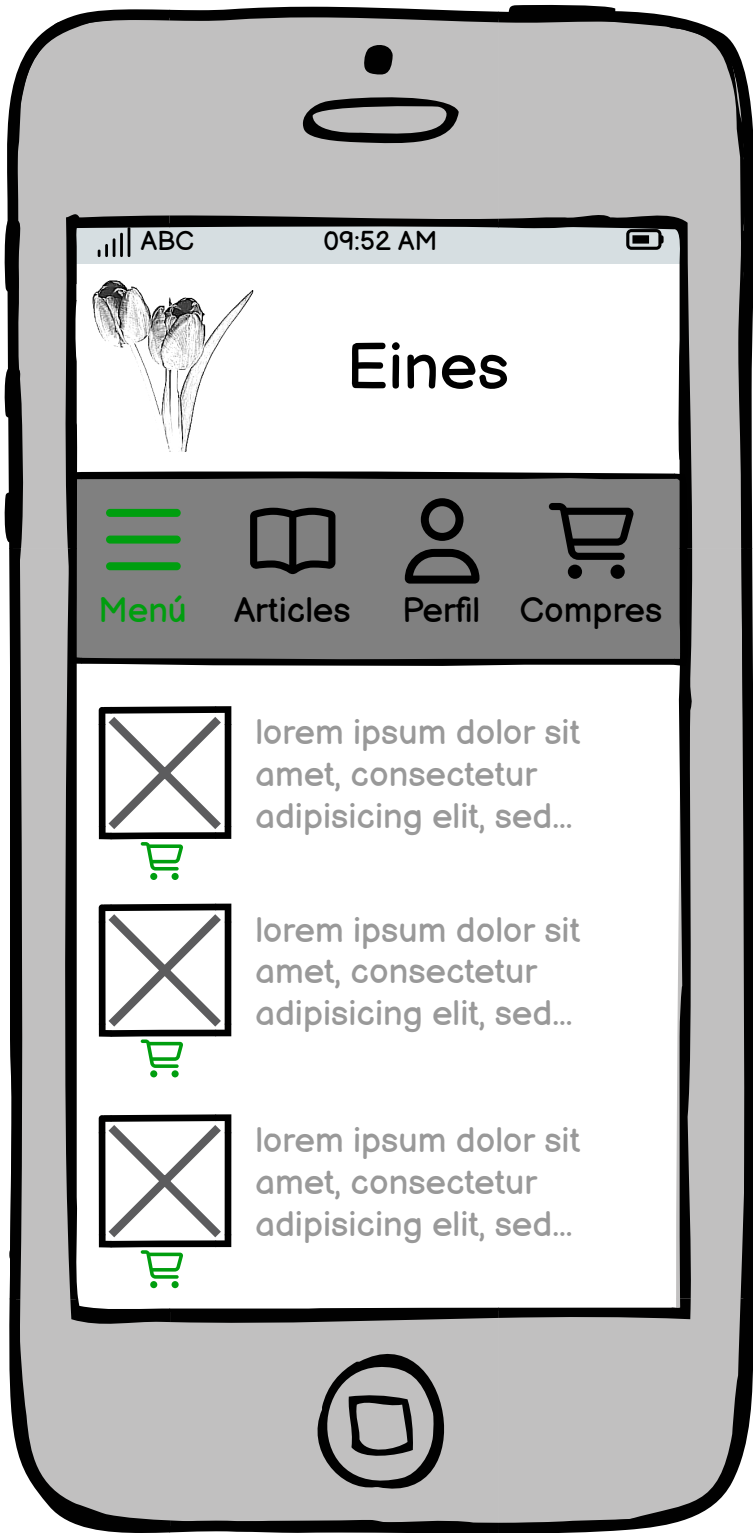 ABC 09:52 AM
Eines
Menú Articles Perfil Compres
lorem ipsum dolor sit
amet, consectetur
adipisicing elit, sed...
lorem ipsum dolor sit
amet, consectetur
adipisicing elit, sed...
lorem ipsum dolor sit
amet, consectetur
adipisicing elit, sed...